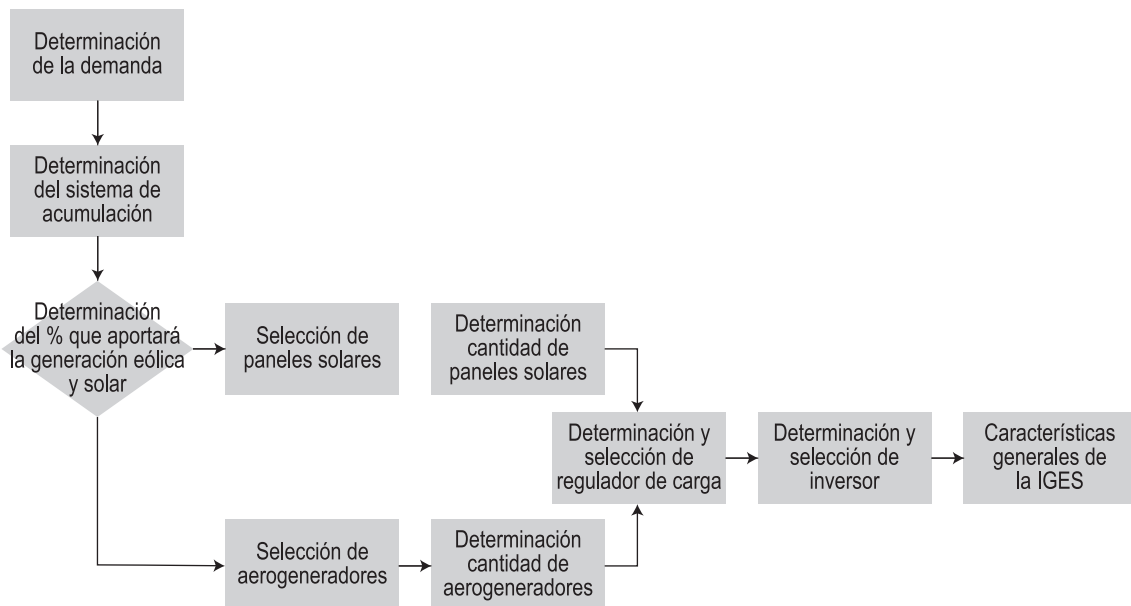 Determinación
de la demanda
Determinación
del sistema de
acumulación
Determinación
del % que aportará
la generación eólica
y solar
Selección de
paneles solares
Determinación
cantidad de
paneles solares
Selección de
aerogeneradores
Determinación
cantidad de
aerogeneradores
Determinación y
selección de
regulador de carga
Determinación y
selección de
inversor
Características
generales de
la IGES